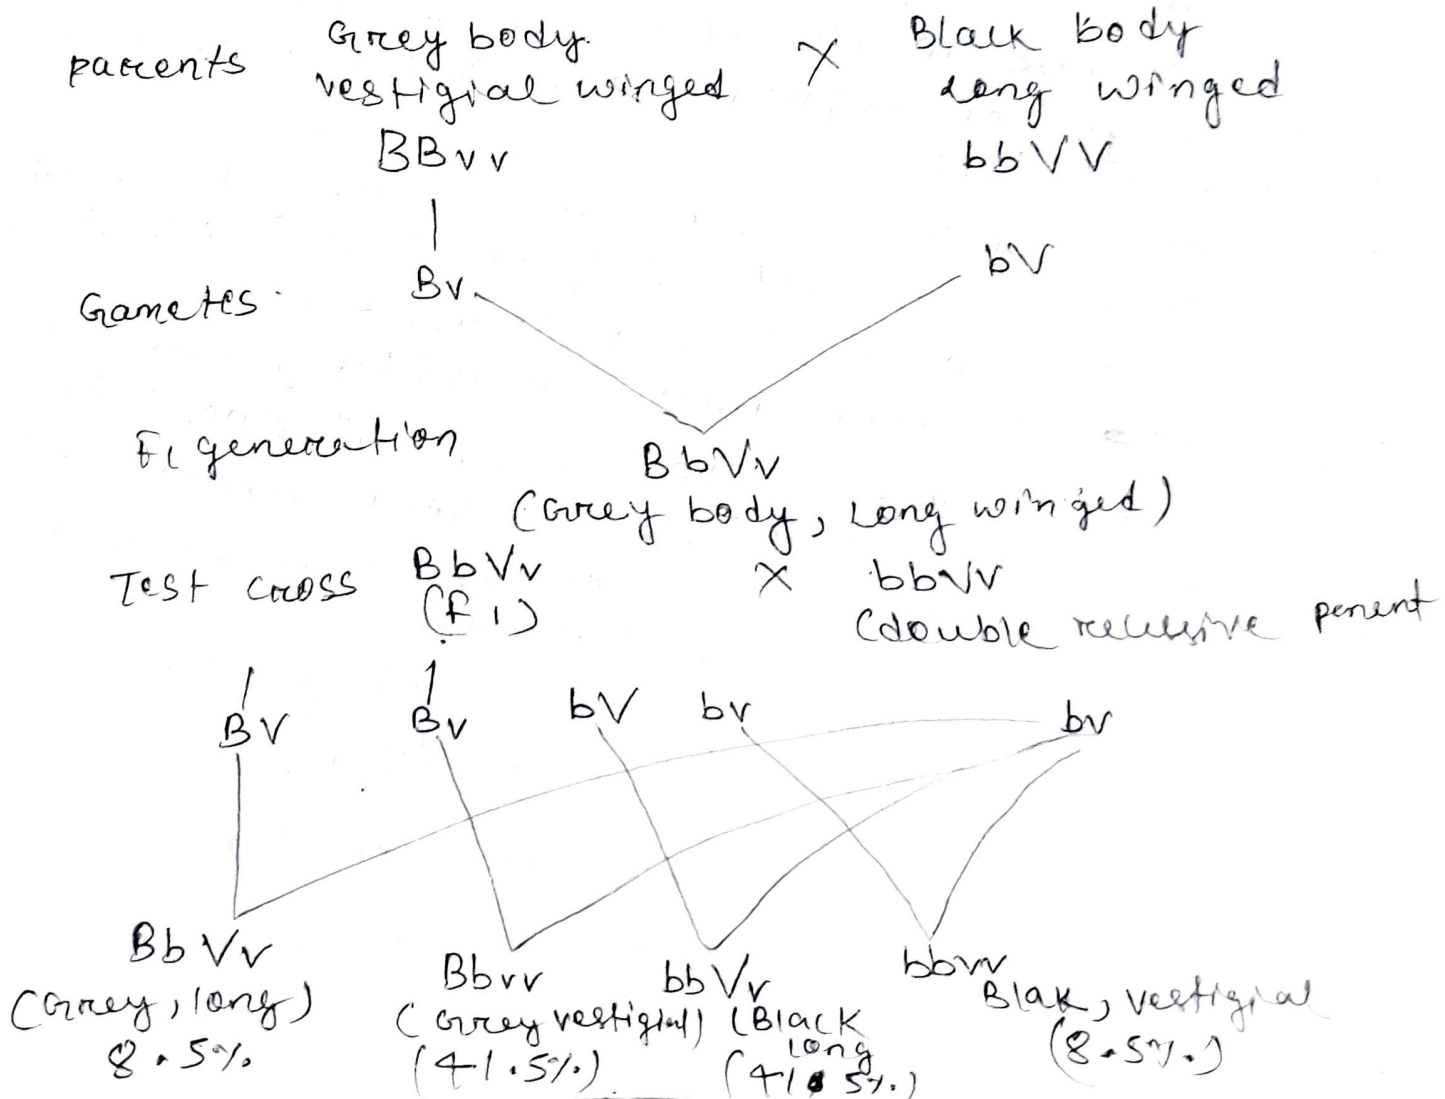 parents Grey body. X Black body
vestigial winged Long winged
BBvv bbVV
Gametes Bv bV
F1 generation
BbVv
(Grey body, Long winged)
Test cross BbVv X bbvv
(F1) (double recessive perent
BV Bv bV bv bv
BbVv Bbvv bbVv bbvv
(Grey, long) (Grey vestigial) (Black long Blak, vestigial
8.5% (41.5%) (41.5%) (8.5%.)